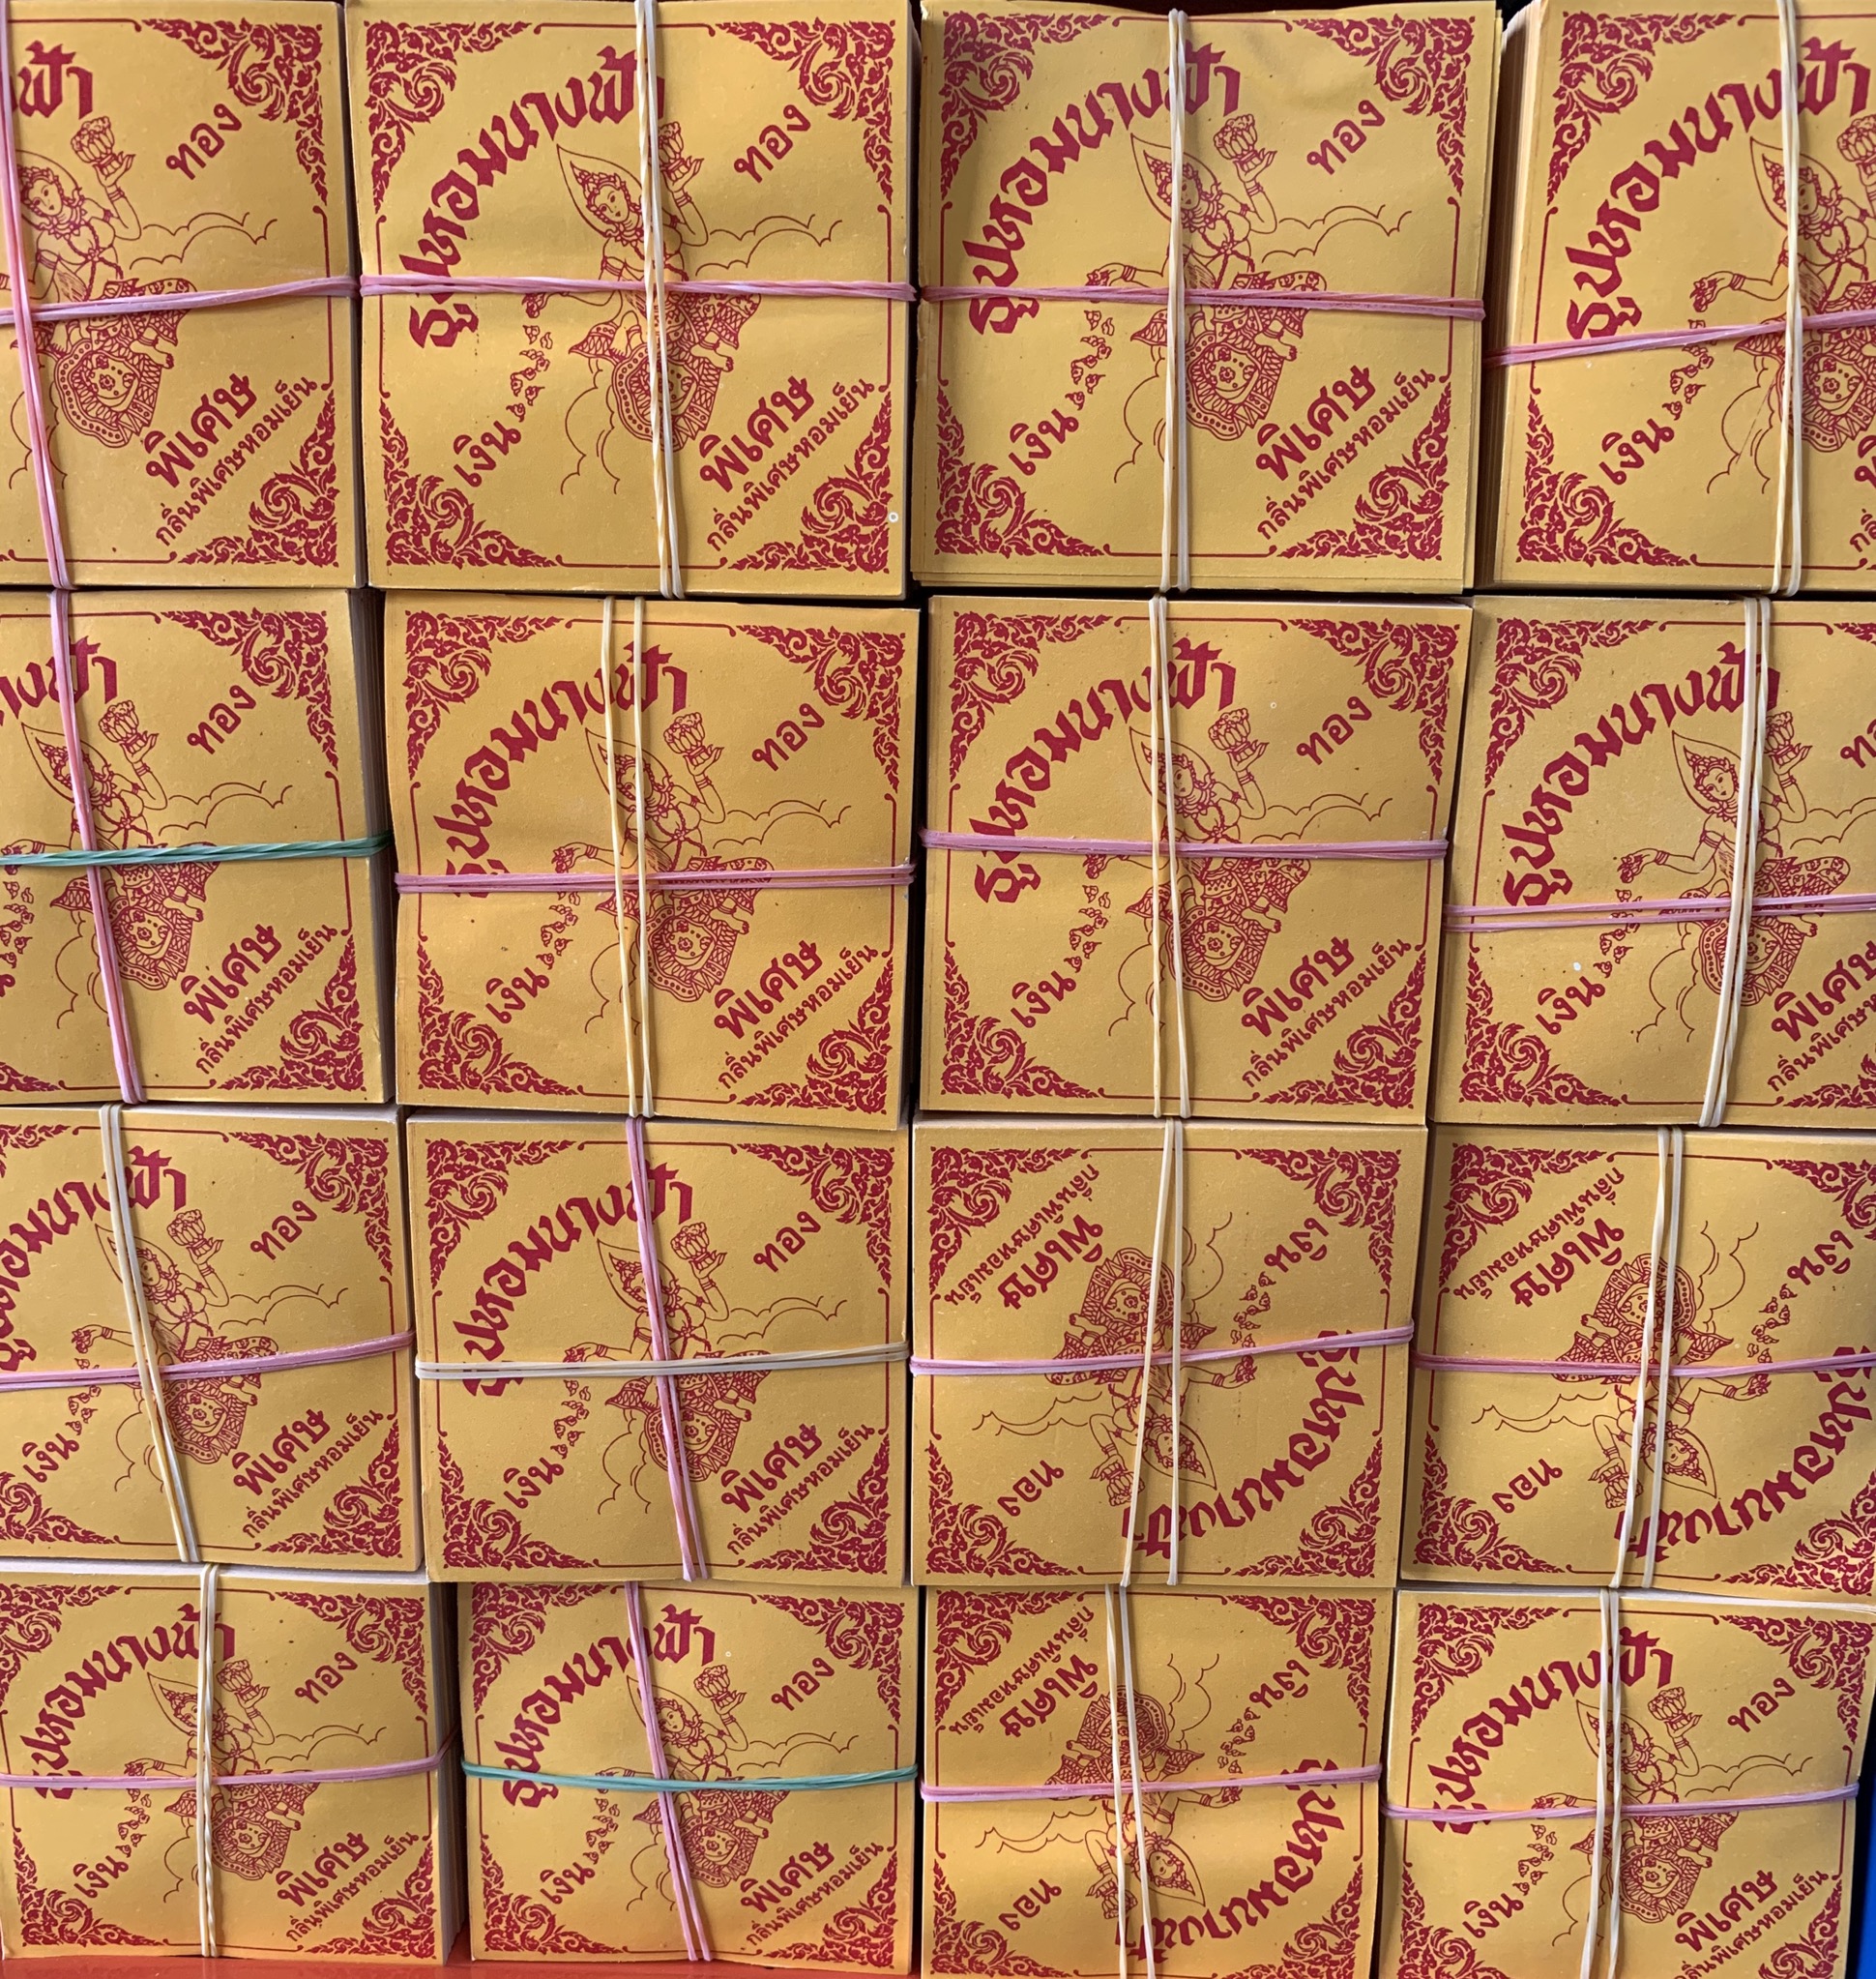 ธูปหอมนางฟ้า
ทอง
เงิน
พิเศษ
กลิ่นพิเศษหอมเย็น